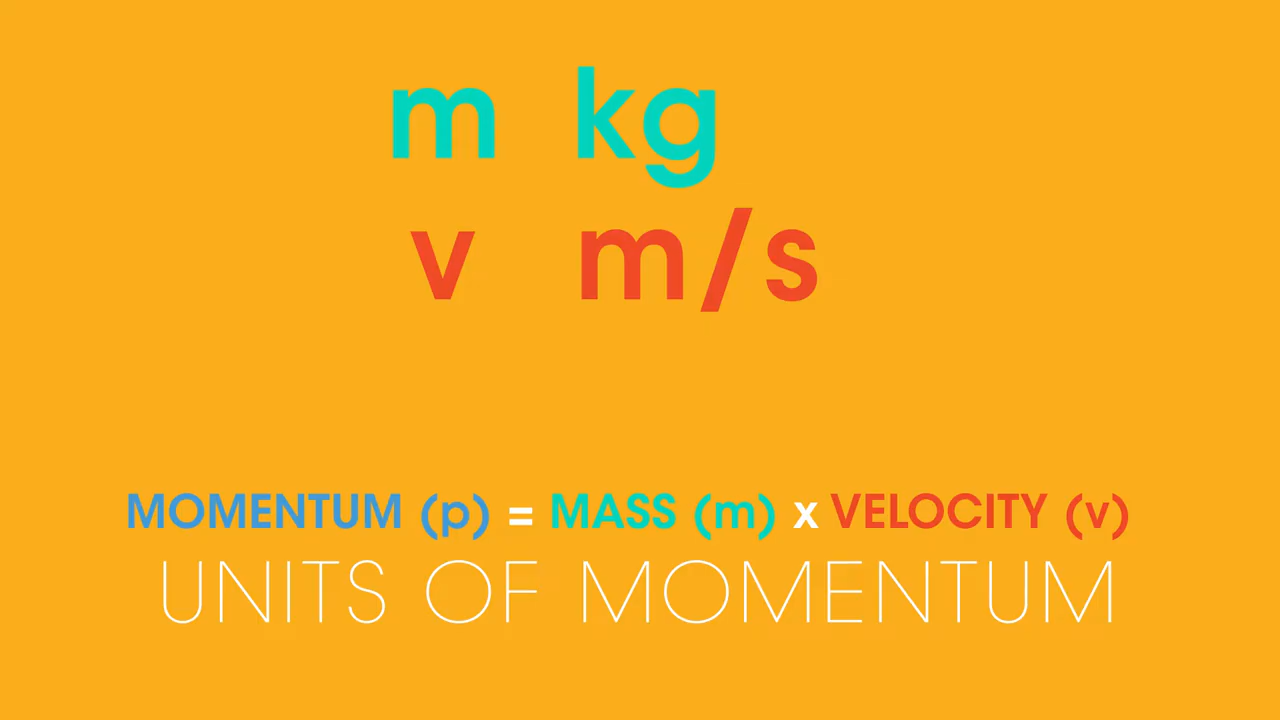 m kg
v m/s
MOMENTUM (p) = MASS (m) x VELOCITY (v)
UNITS OF MOMENTUM